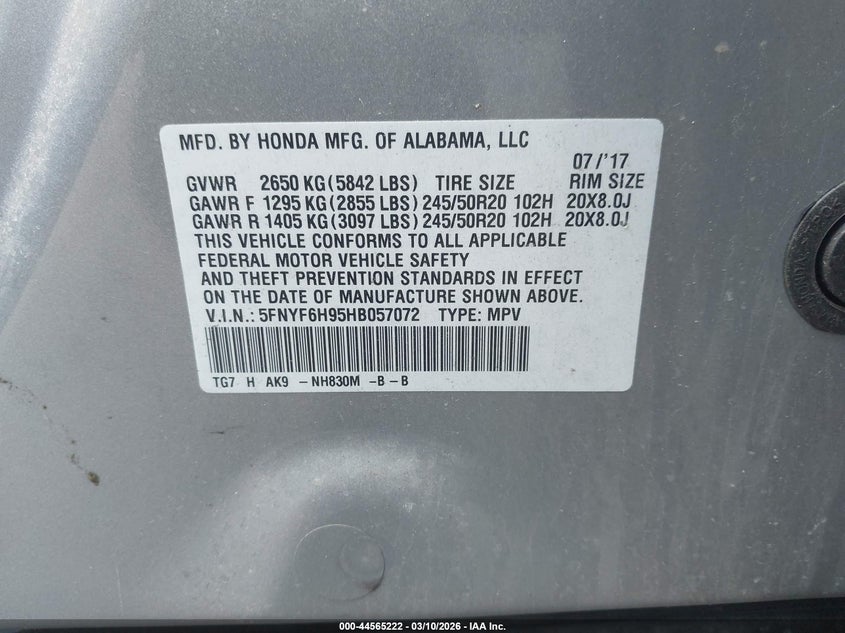 MFD. BY HONDA MFG. OF ALABAMA, LLC
07/'17
GVWR 2650 KG(5842 LBS) TIRE SIZE RIM SIZE
GAWR F 1295 KG(2855 LBS) 245/50R20 102H 20X8.0J
GAWR R 1405 KG(3097 LBS) 245/50R20 102H 20X8.0J
THIS VEHICLE CONFORMS TO ALL APPLICABLE
FEDERAL MOTOR VEHICLE SAFETY
AND THEFT PREVENTION STANDARDS IN EFFECT
ON THE DATE OF MANUFACTURE SHOWN ABOVE.
V.I.N.: 5FNYF6H95HB057072 TYPE: MPV
TG7 H AK9 -NH830M -B-B
000-44565222 - 03/10/2026 - IAA Inc.